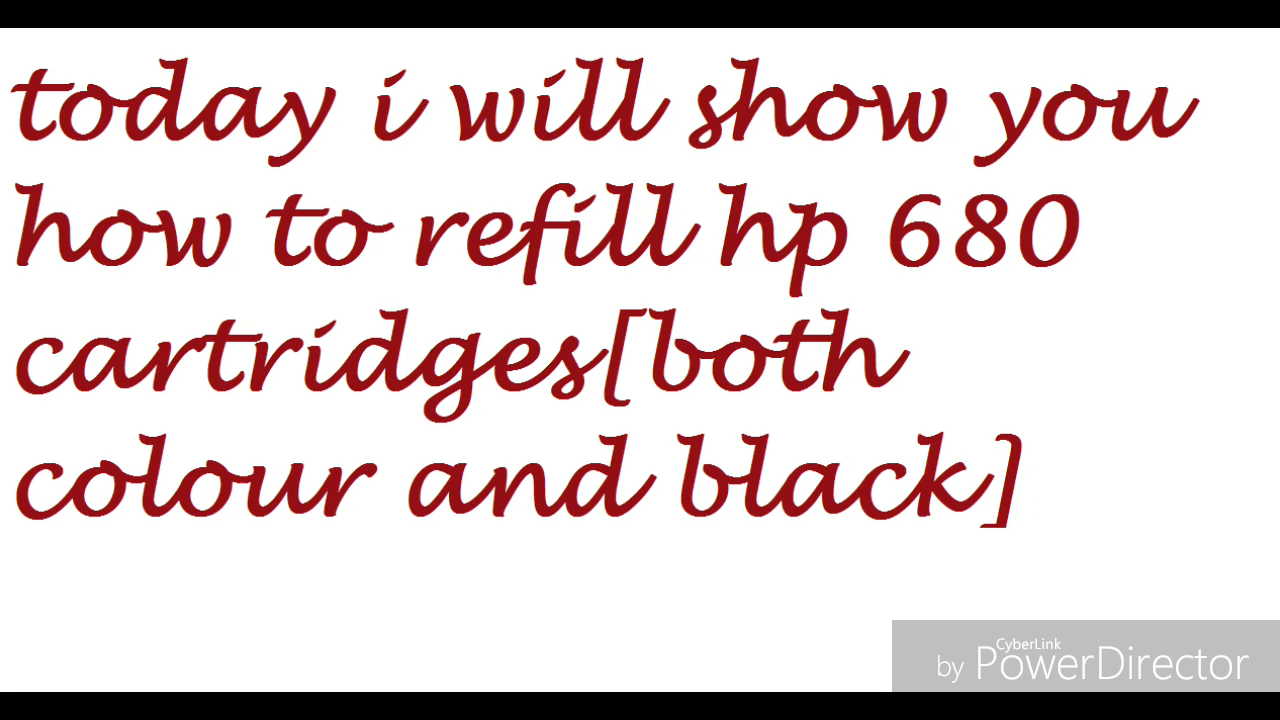 today i will show you
how to refill hp 680
cartridges[both
colour and black]
CyberLink
by PowerDirector